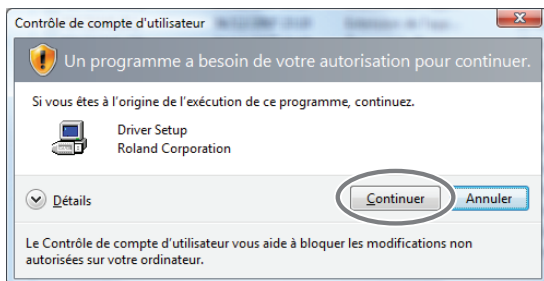 Contrôle de compte d'utilisateur
Un programme a besoin de votre autorisation pour continuer.
Si vous êtes à l'origine de l'exécution de ce programme, continuez.
Driver Setup
Roland Corporation
Détails
Continuer
Annuler
Le Contrôle de compte d'utilisateur vous aide à bloquer les modifications non
autorisées sur votre ordinateur.